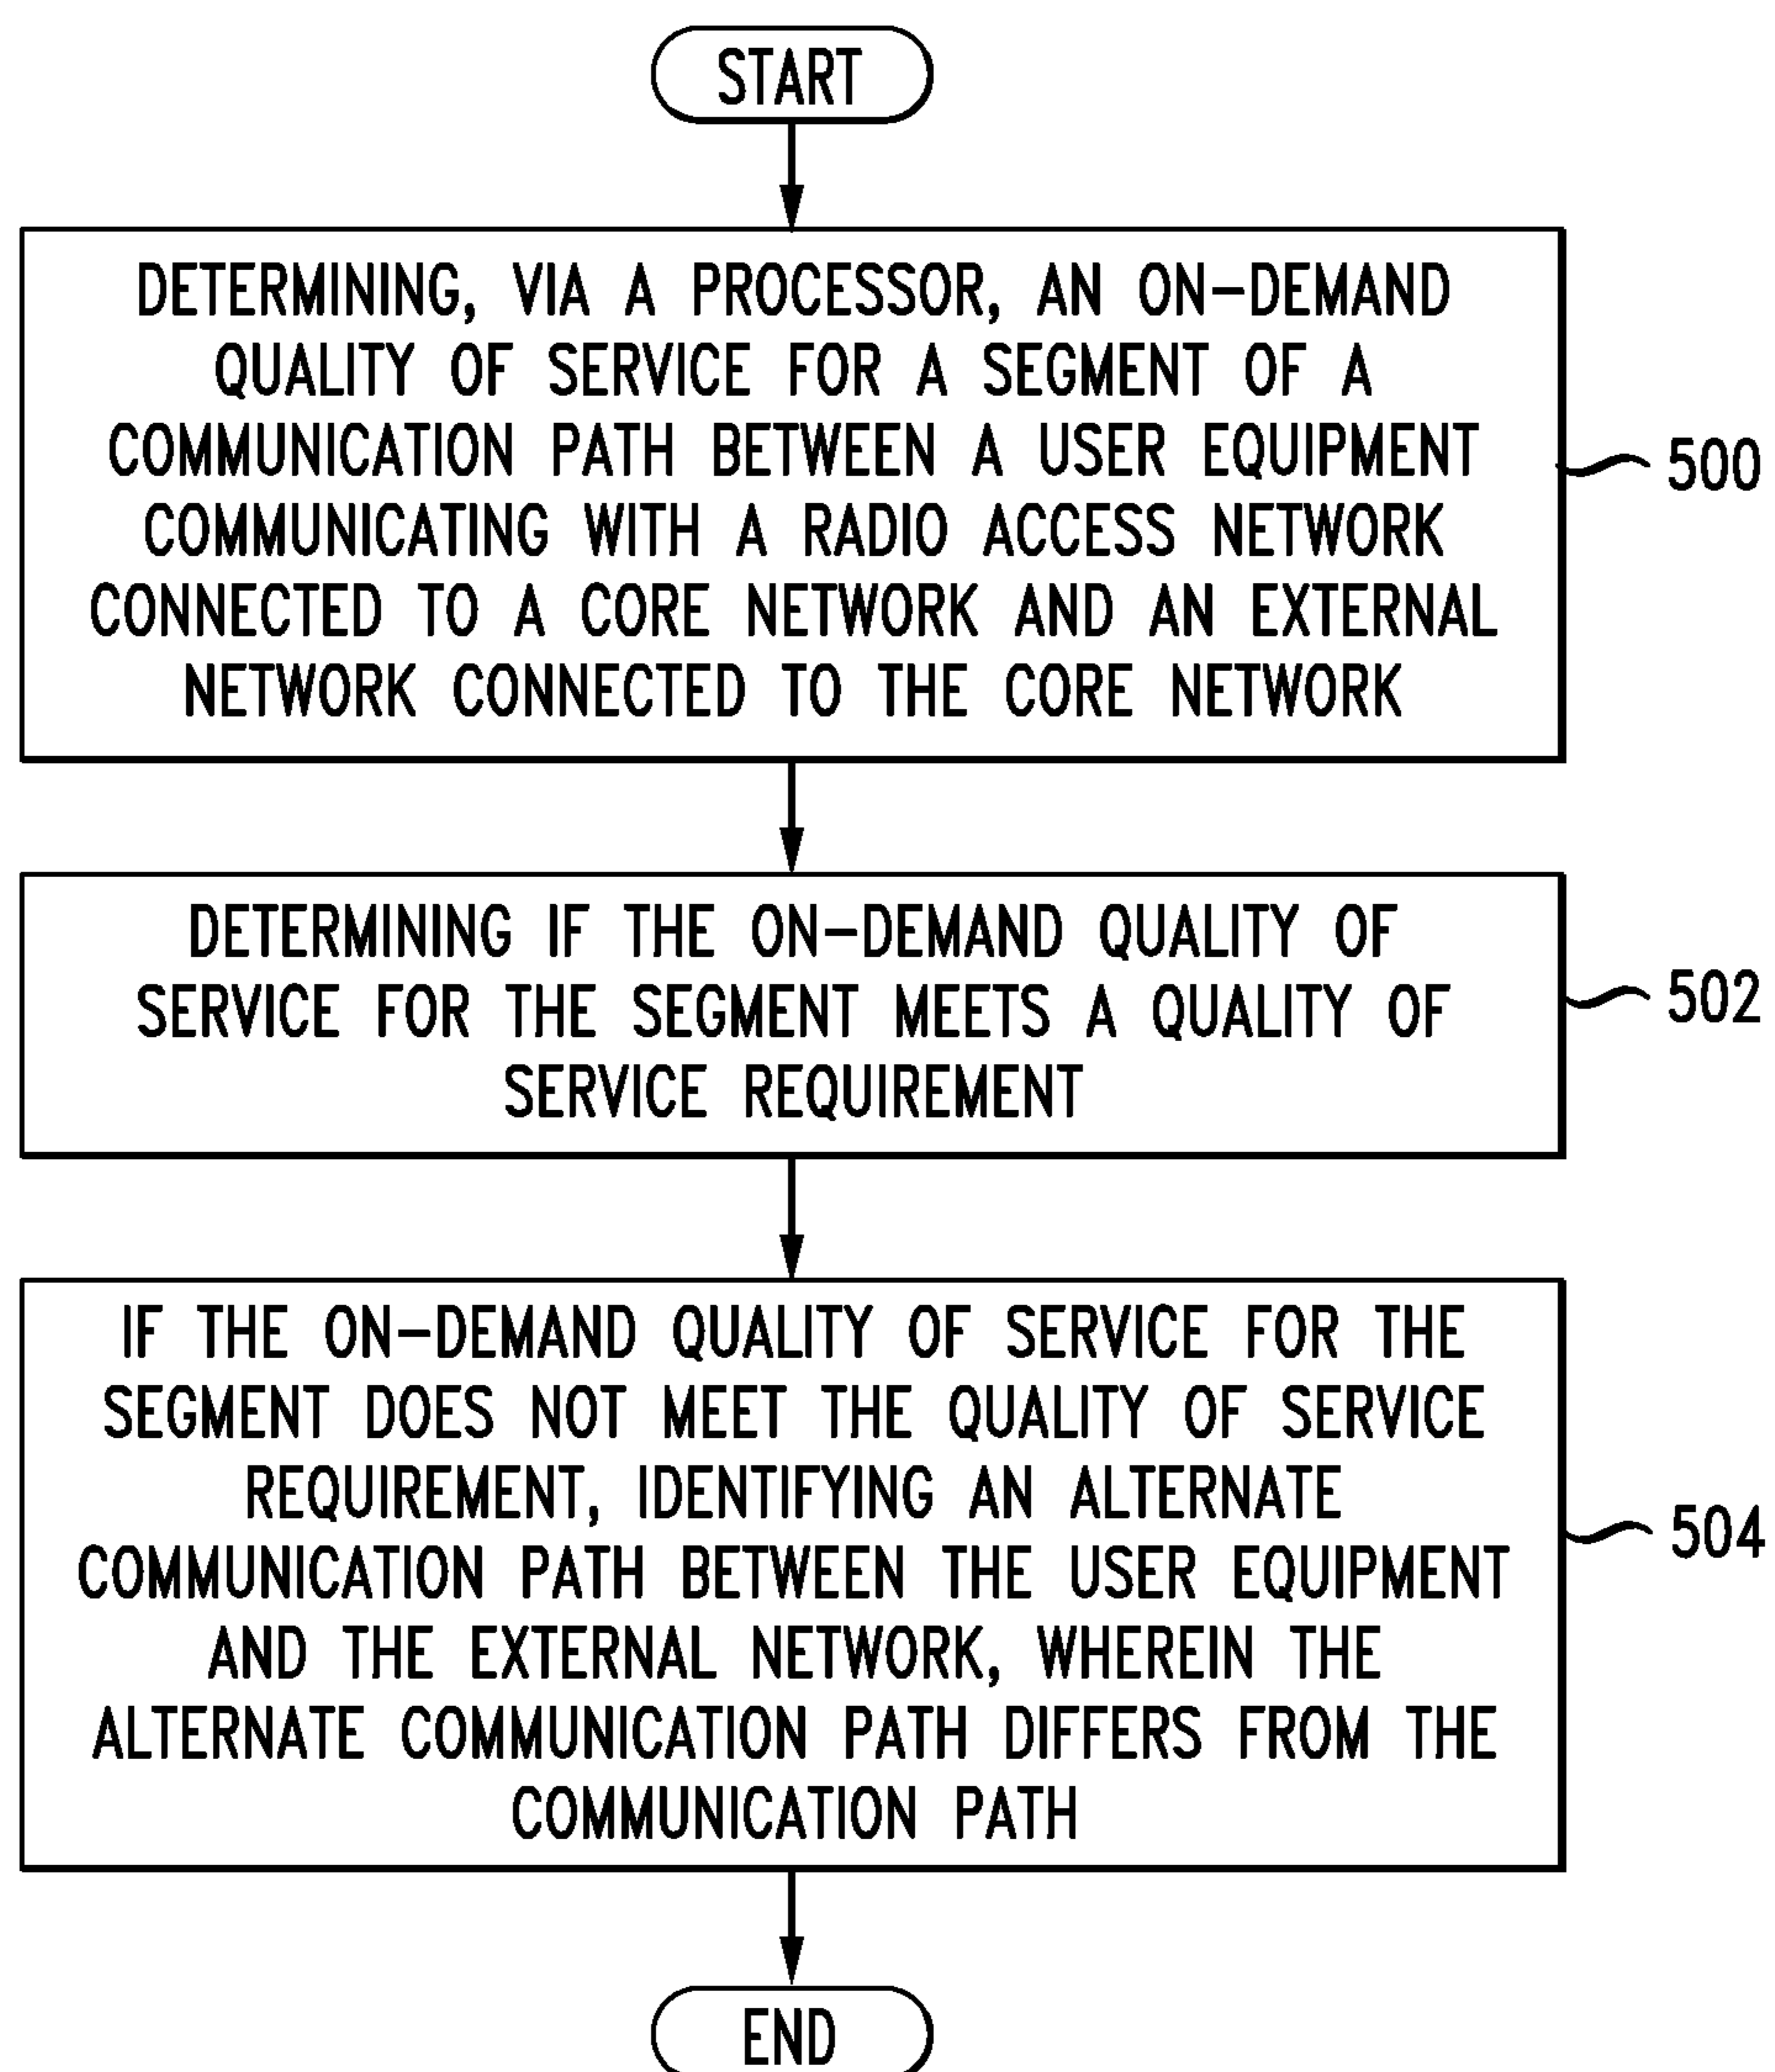 START
DETERMINING, VIA A PROCESSOR, AN ON-DEMAND
QUALITY OF SERVICE FOR A SEGMENT OF A
COMMUNICATION PATH BETWEEN A USER EQUIPMENT
COMMUNICATING WITH A RADIO ACCESS NETWORK
CONNECTED TO A CORE NETWORK AND AN EXTERNAL
NETWORK CONNECTED TO THE CORE NETWORK
500
DETERMINING IF THE ON-DEMAND QUALITY OF
SERVICE FOR THE SEGMENT MEETS A QUALITY OF
SERVICE REQUIREMENT
502
IF THE ON-DEMAND QUALITY OF SERVICE FOR THE
SEGMENT DOES NOT MEET THE QUALITY OF SERVICE
REQUIREMENT, IDENTIFYING AN ALTERNATE
COMMUNICATION PATH BETWEEN THE USER EQUIPMENT
AND THE EXTERNAL NETWORK, WHEREIN THE
ALTERNATE COMMUNICATION PATH DIFFERS FROM THE
COMMUNICATION PATH
504
END